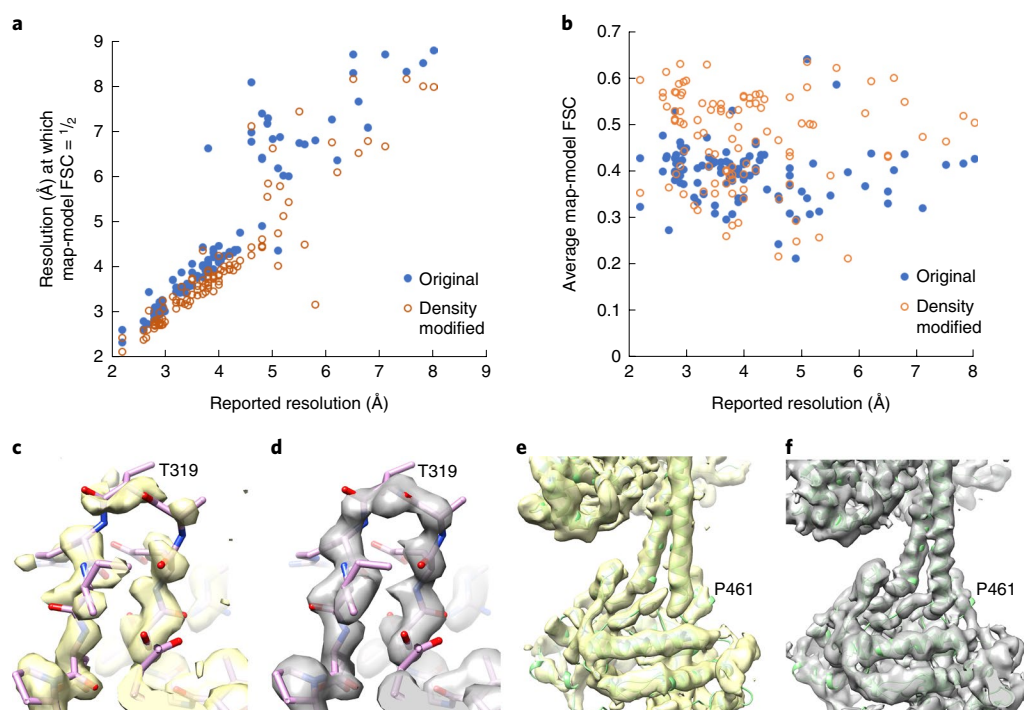 a
9
8
7
6
5
4
3
2
2
3
4
5
6
7
8
9
Resolution (Å) at which
map-model FSC = 1/2
Reported resolution (Å)
Original
Density
modified
b
0.7
0.6
0.5
0.4
0.3
0.2
0.1
0
2
3
4
5
6
7
8
Average map-model FSC
Reported resolution (Å)
Original
Density
modified
c
T319
d
T319
e
P461
f
P461